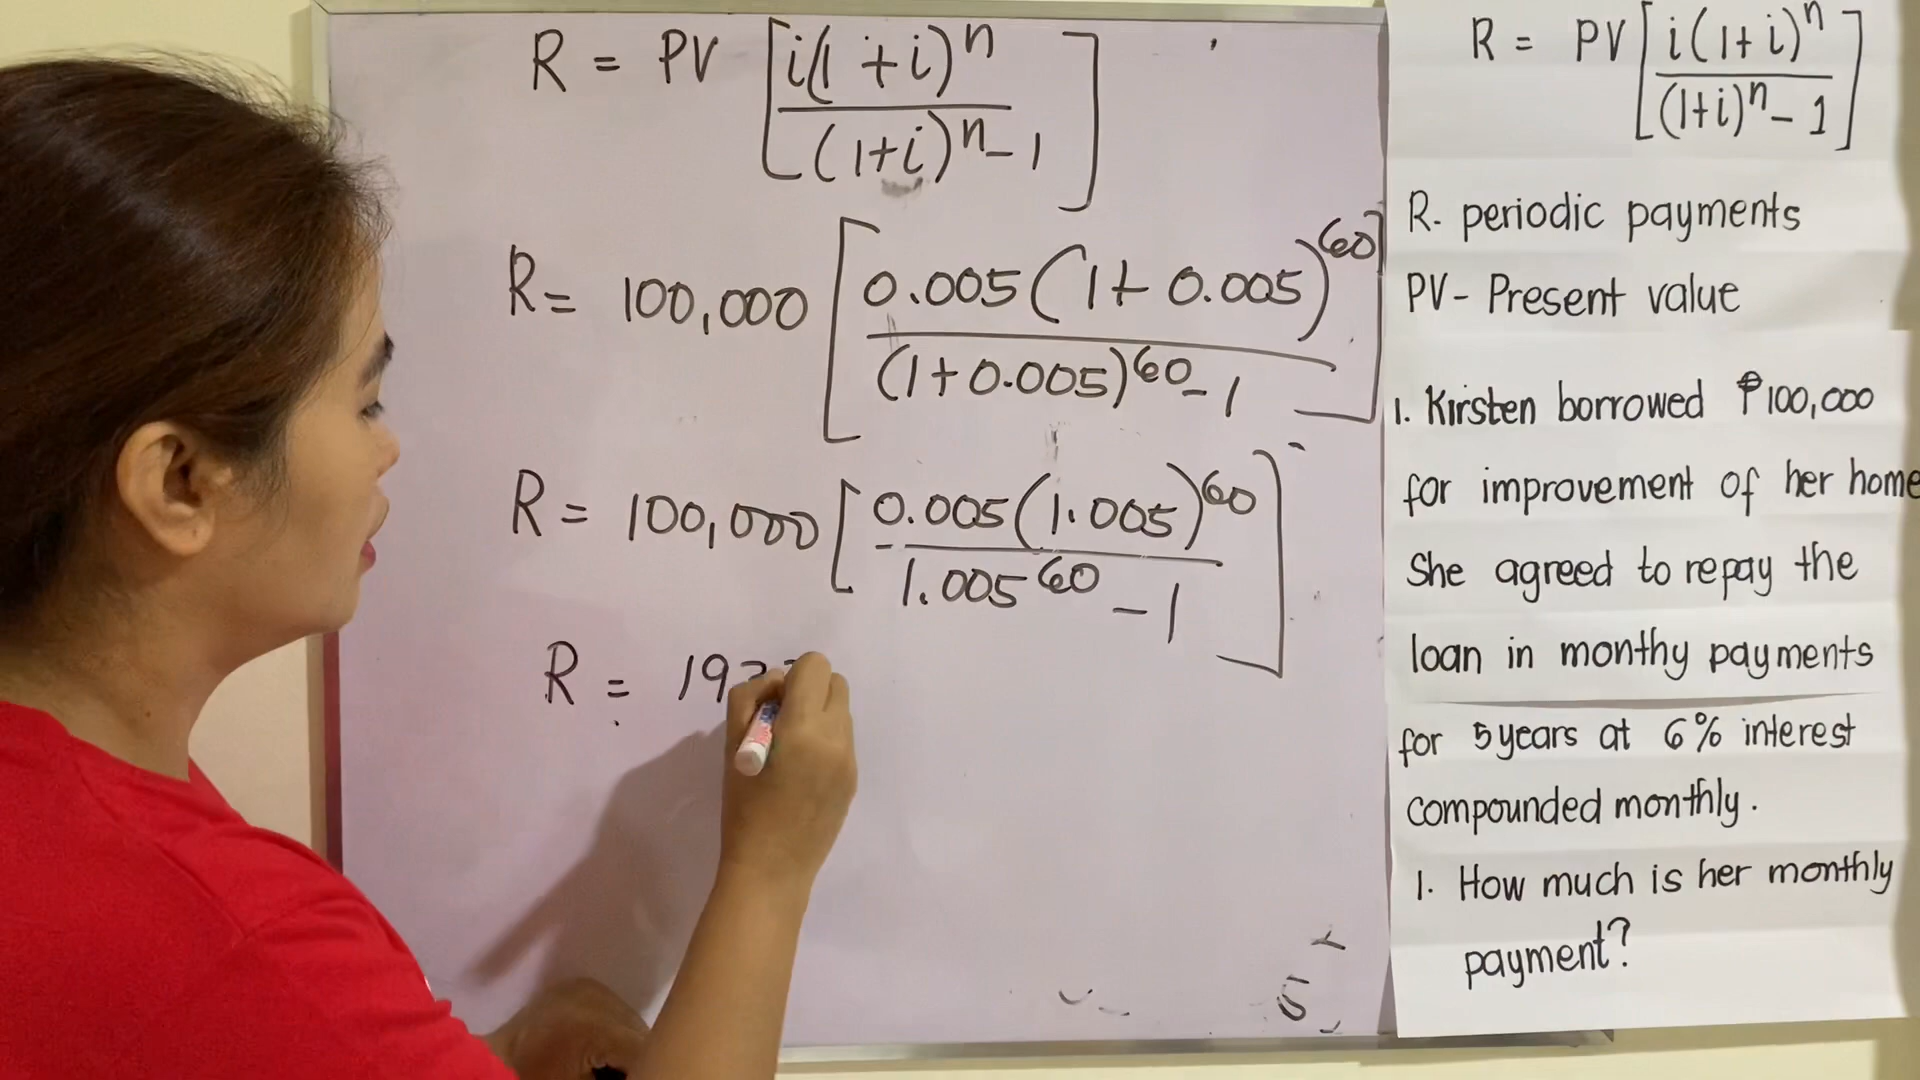 R = PV [i(1+i)^n / (1+i)^n - 1]
R = 100,000 [0.005(1+0.005)^60 / (1+0.005)^60 - 1]
R = 100,000 [0.005(1.005)^60 / 1.005^60 - 1]
R = 193
5
R = PV [i(1+i)^n / (1+i)^n - 1]
R- periodic payments
PV- Present value
1. Kirsten borrowed ₱100,000
for improvement of her home
She agreed to repay the
loan in monthy payments
for 5 years at 6% interest
compounded monthly.
1. How much is her monthly
payment?